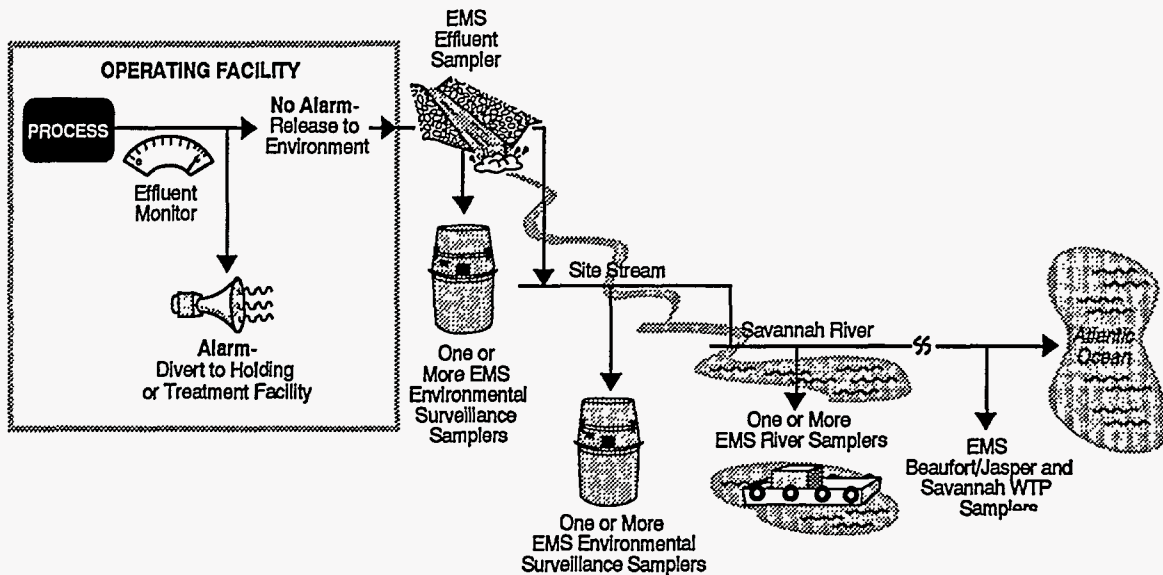 EMS
Effluent
Sampler
OPERATING FACILITY
PROCESS
No Alarm-
Release to
Environment
Effluent
Monitor
Alarm-
Divert to Holding
or Treatment Facility
One or
More EMS
Environmental
Surveillance
Samplers
Site Stream
One or More
EMS Environmental
Surveillance Samplers
Savannah River
One or More
EMS River Samplers
EMS
Beaufort/Jasper and
Savannah WTP
Samplers
Atlantic
Ocean